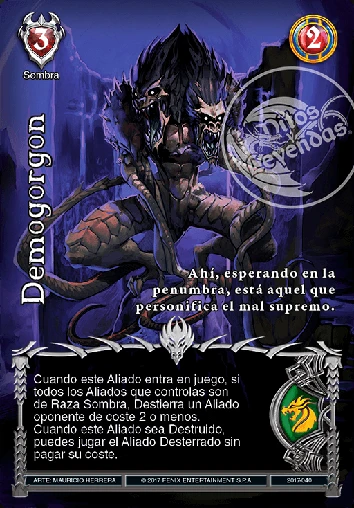 3
2
Sombra
Mitos
Leyendas
Demogorgon
Ahí, esperando en la
penumbra, está aquel que
personifica el mal supremo.
Cuando este Aliado entra en juego, si
todos los Aliados que controlas son
de Raza Sombra, Destierra un Aliado
oponente de coste 2 o menos.
Cuando este Aliado sea Destruido,
puedes jugar el Aliado Desterrado sin
pagar su coste.
ARTE: MAURICIO HERRERA
© 2017 FENIX ENTERTAINMENT S.P.A.